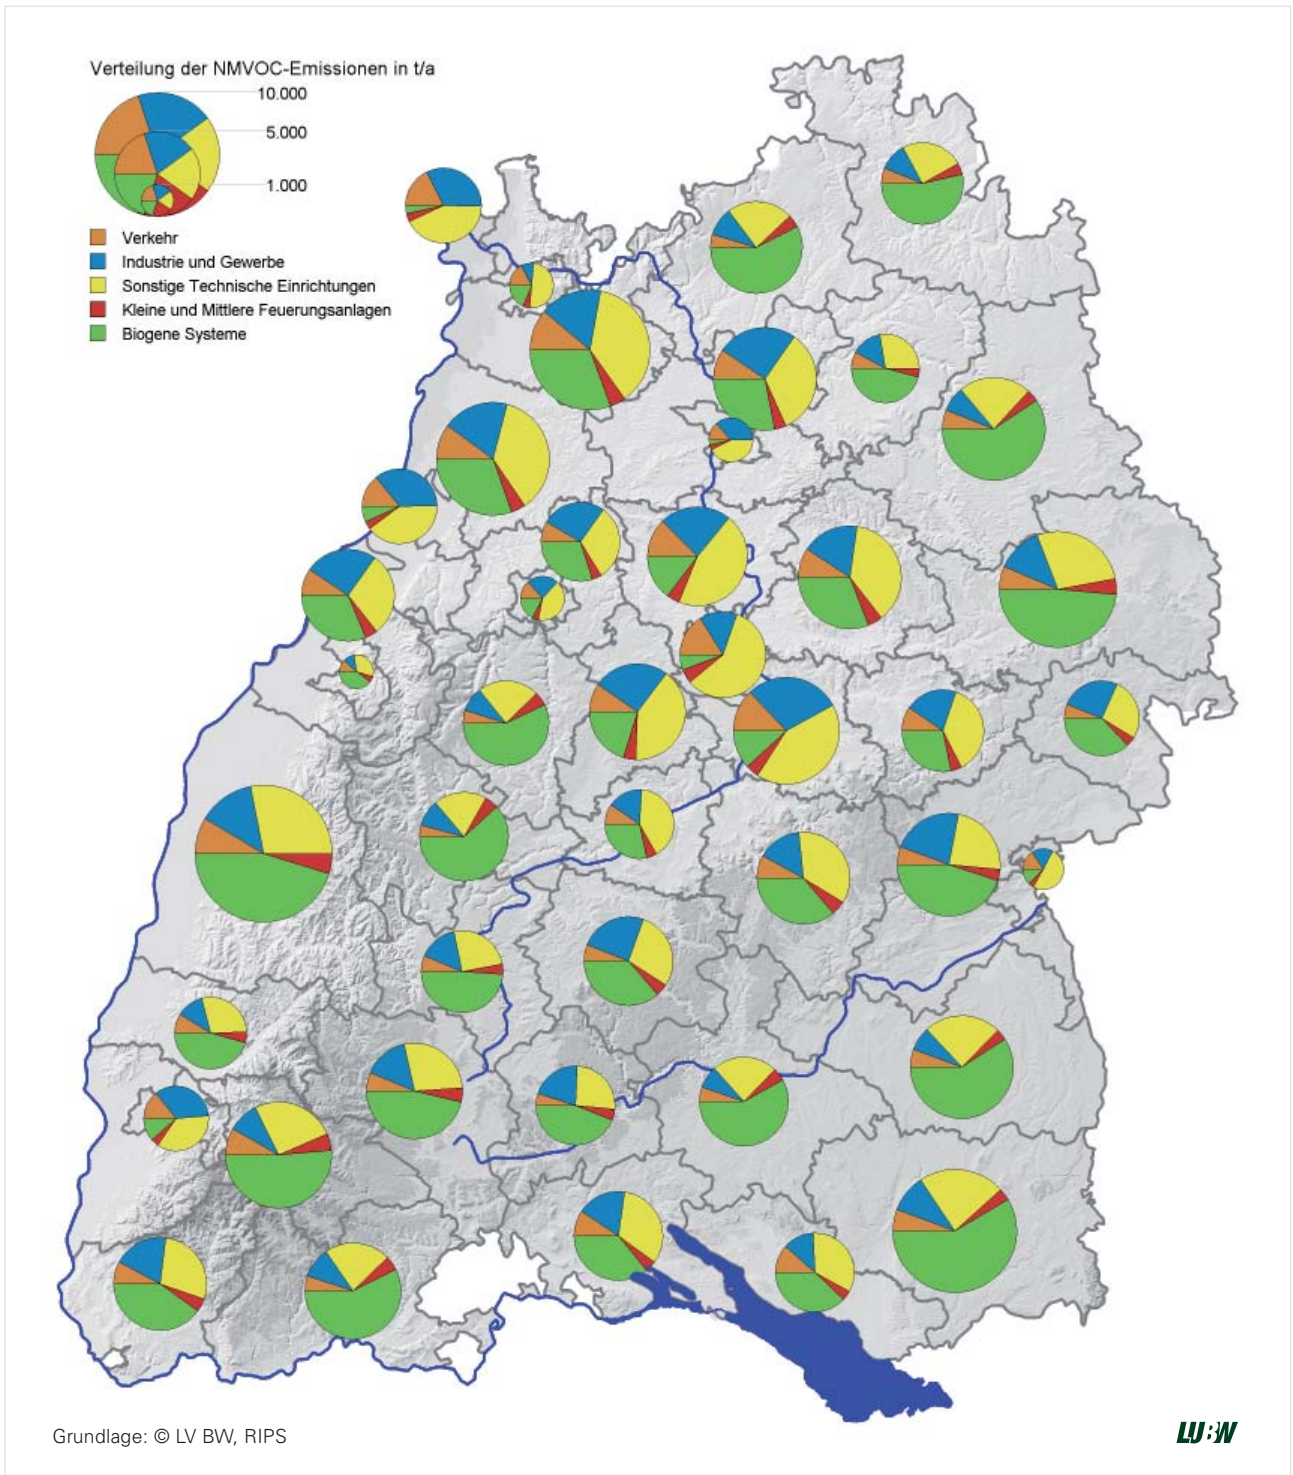 Verteilung der NMVOC-Emissionen in t/a
10.000
5.000
1.000
Verkehr
Industrie und Gewerbe
Sonstige Technische Einrichtungen
Kleine und Mittlere Feuerungsanlagen
Biogene Systeme
Grundlage: © LV BW, RIPS
LUBW